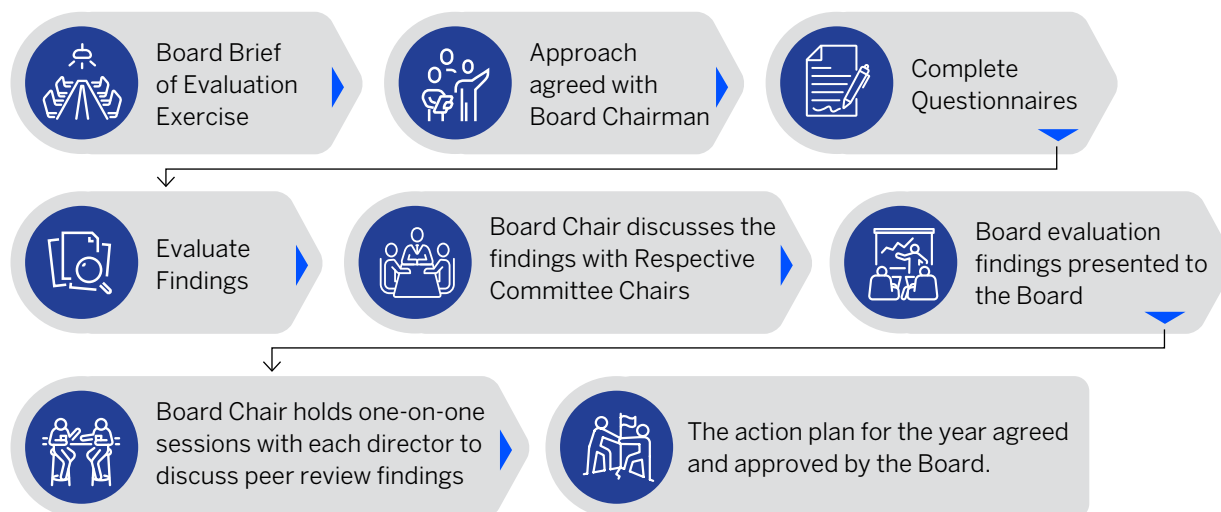 Board Brief
of Evaluation
Exercise
Approach
agreed with
Board Chairman
Complete
Questionnaires
Evaluate
Findings
Board Chair discusses the
findings with Respective
Committee Chairs
Board evaluation
findings presented to
the Board
Board Chair holds one-on-one
sessions with each director to
discuss peer review findings
The action plan for the year agreed
and approved by the Board.